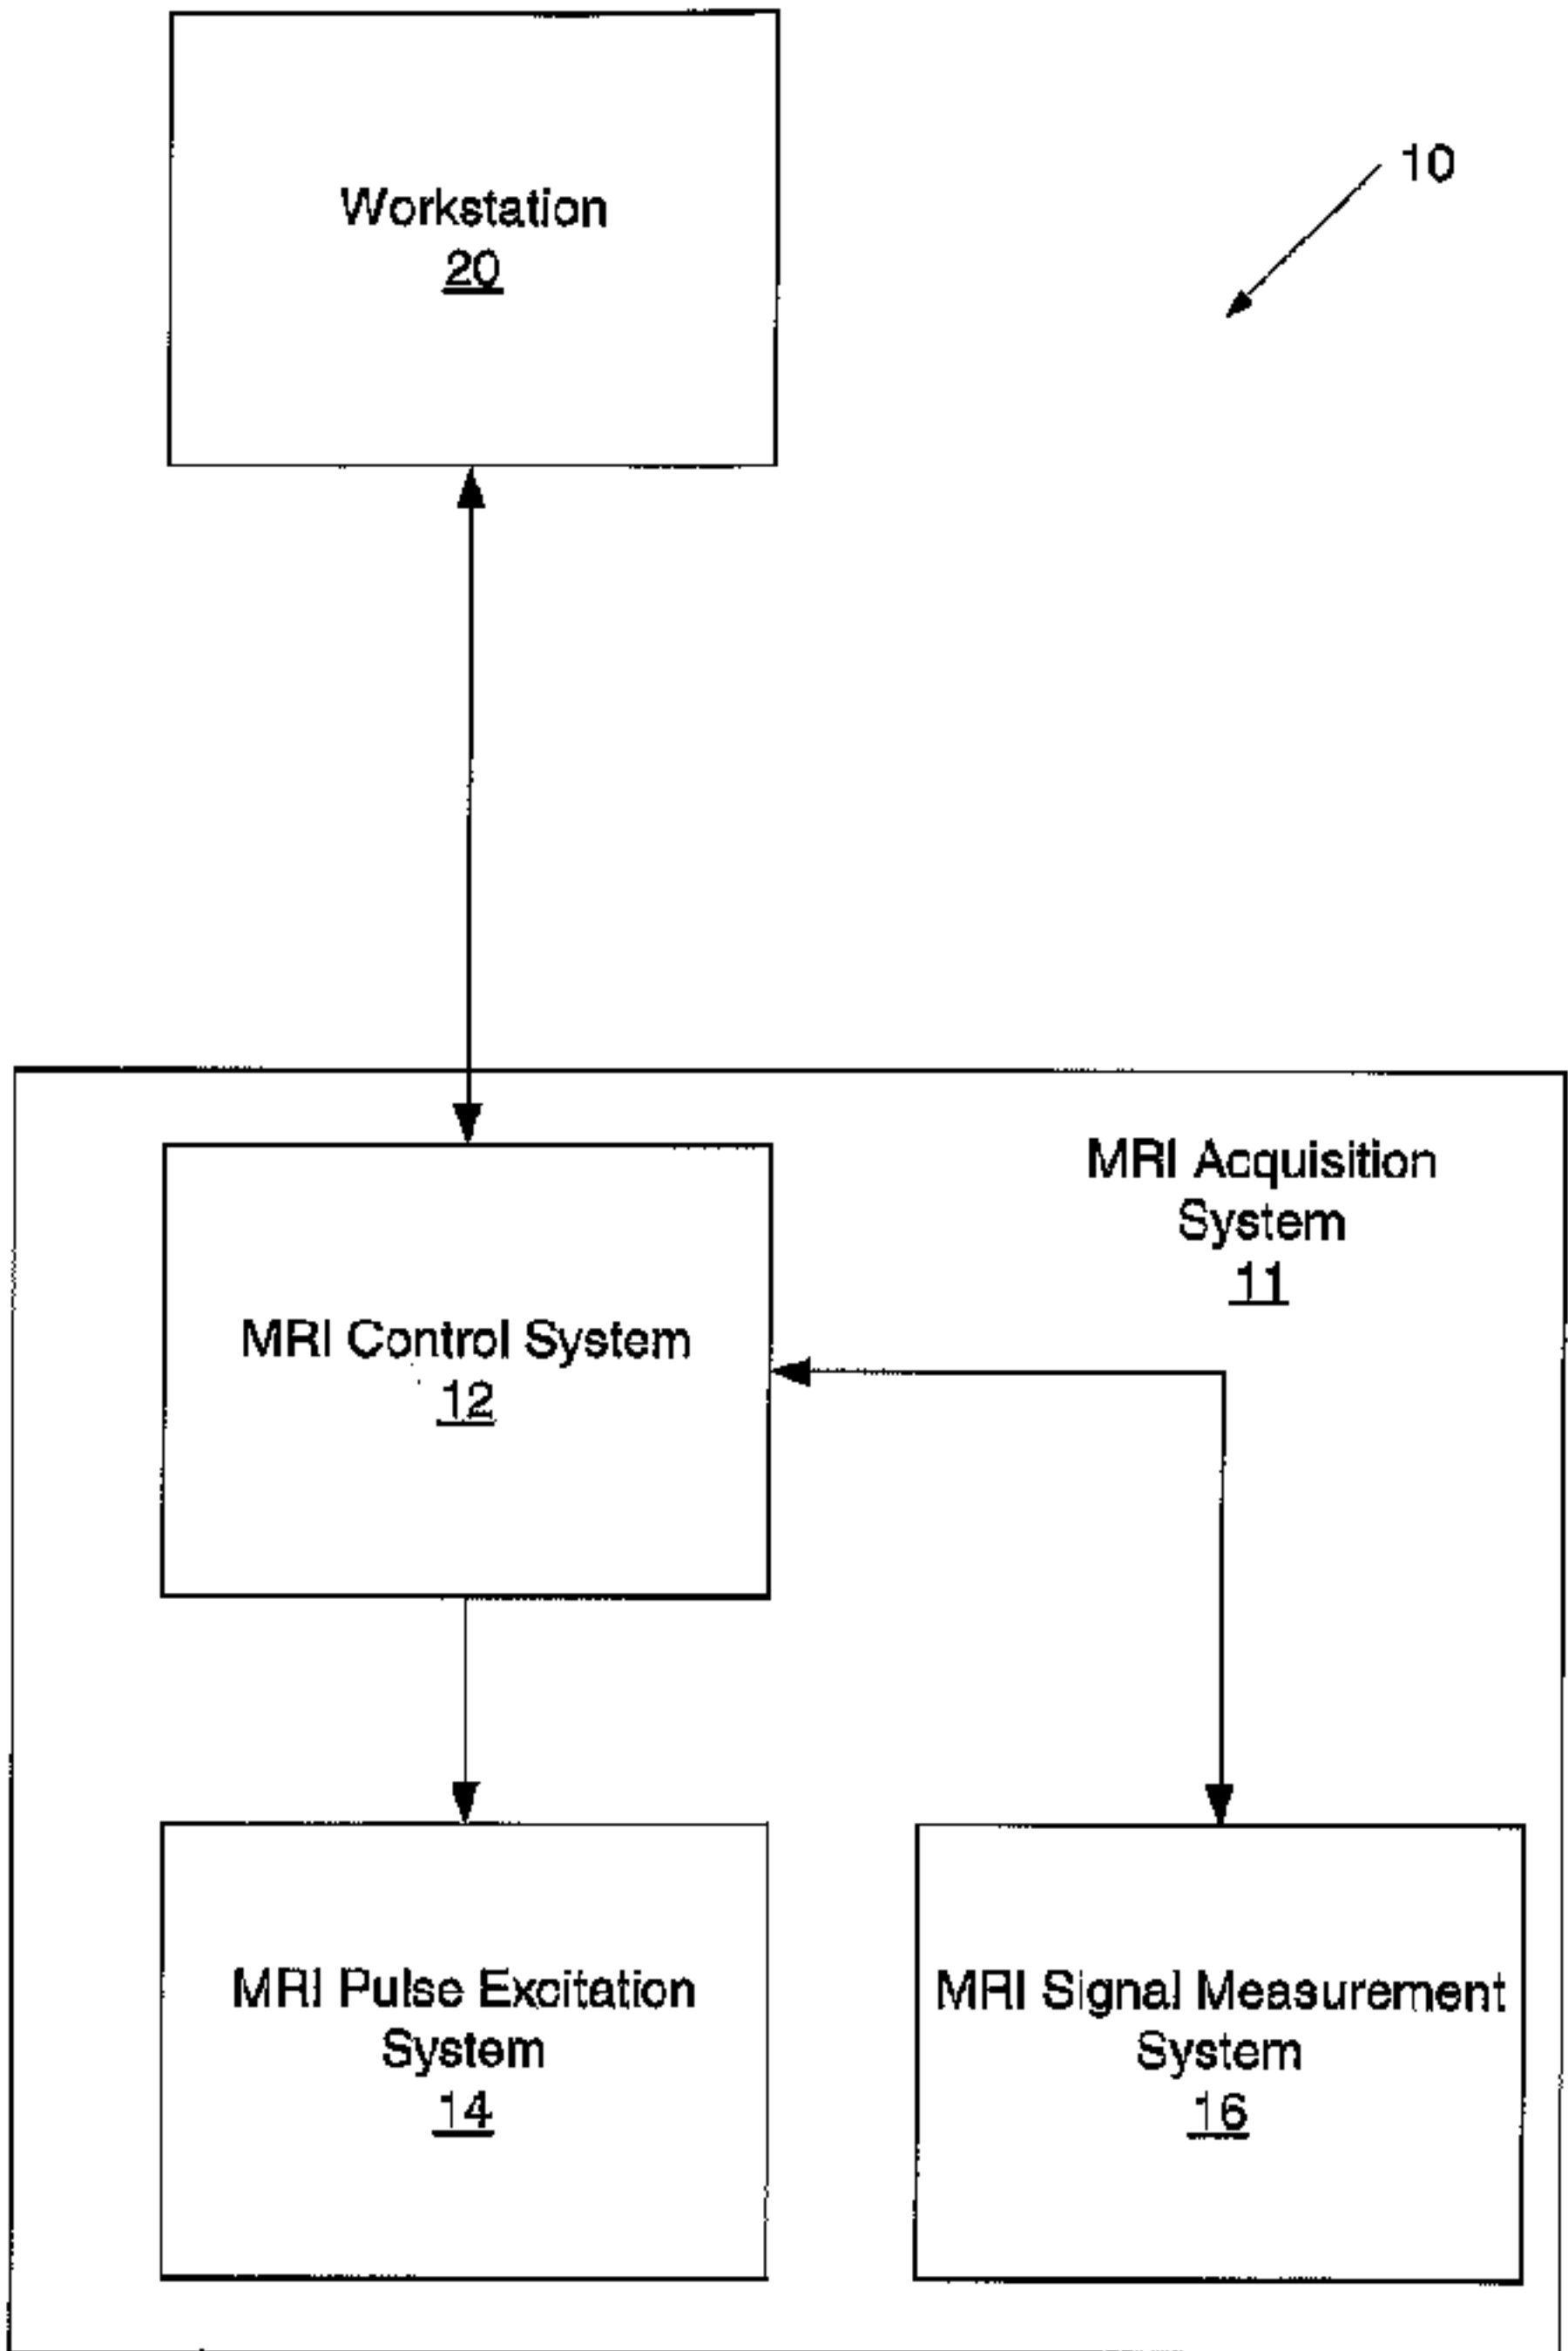 Workstation
20
10
MRI Acquisition
System
11
MRI Control System
12
MRI Pulse Excitation
System
14
MRI Signal Measurement
System
16